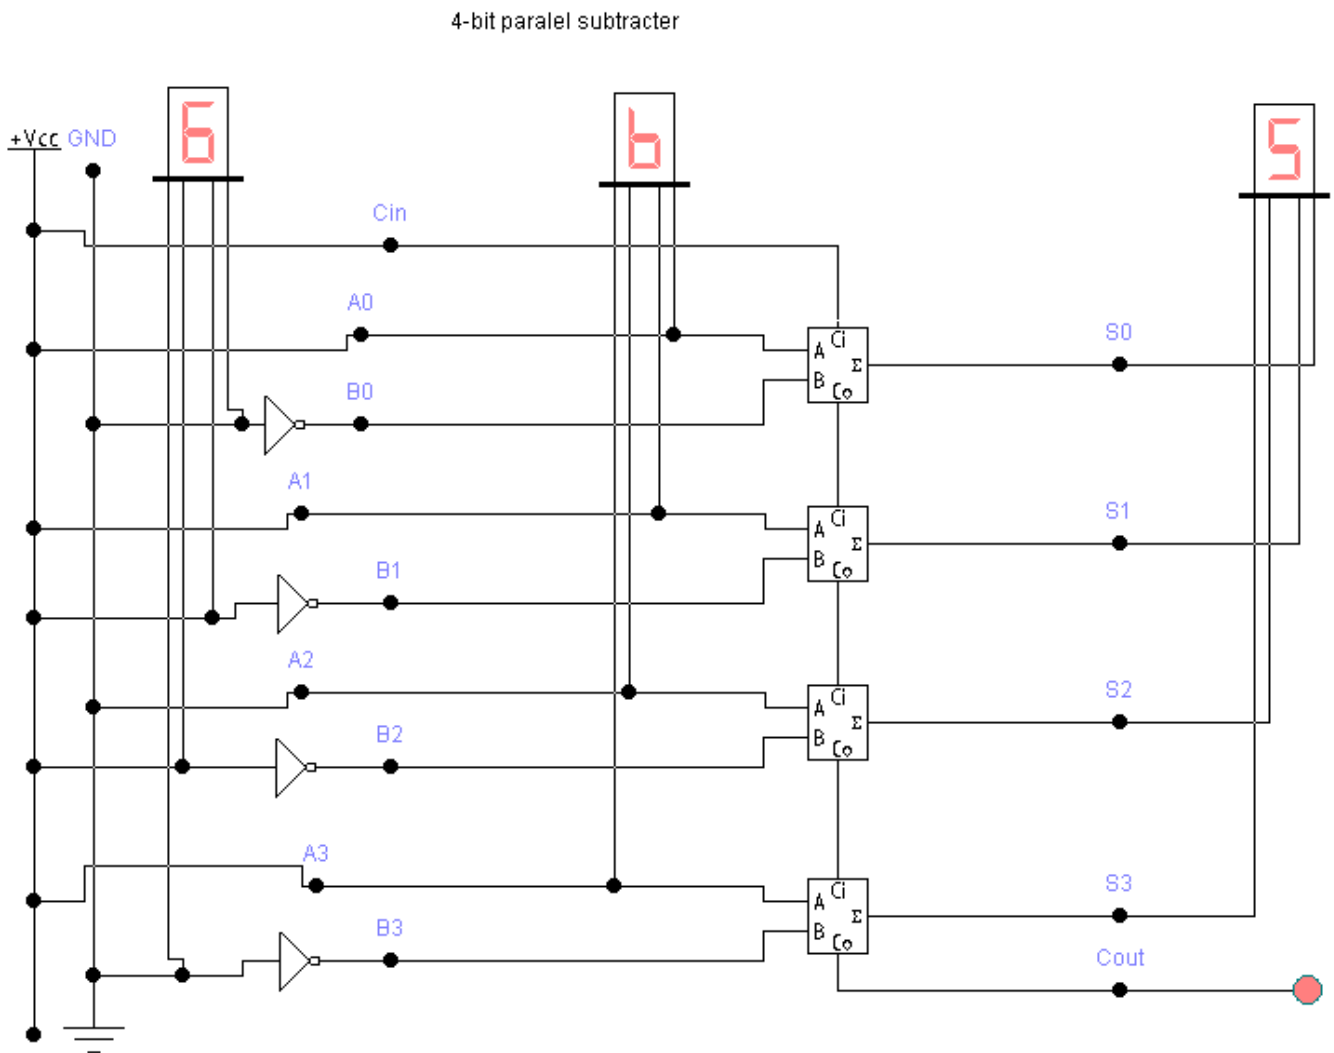 4-bit paralel subtracter
6
b
5
+Vcc GND
Cin
A0
S0
Ci
A
Σ
B
Co
B0
A1
S1
Ci
A
Σ
B
Co
B1
A2
S2
Ci
A
Σ
B
Co
B2
A3
S3
Ci
A
Σ
B
Co
B3
Cout